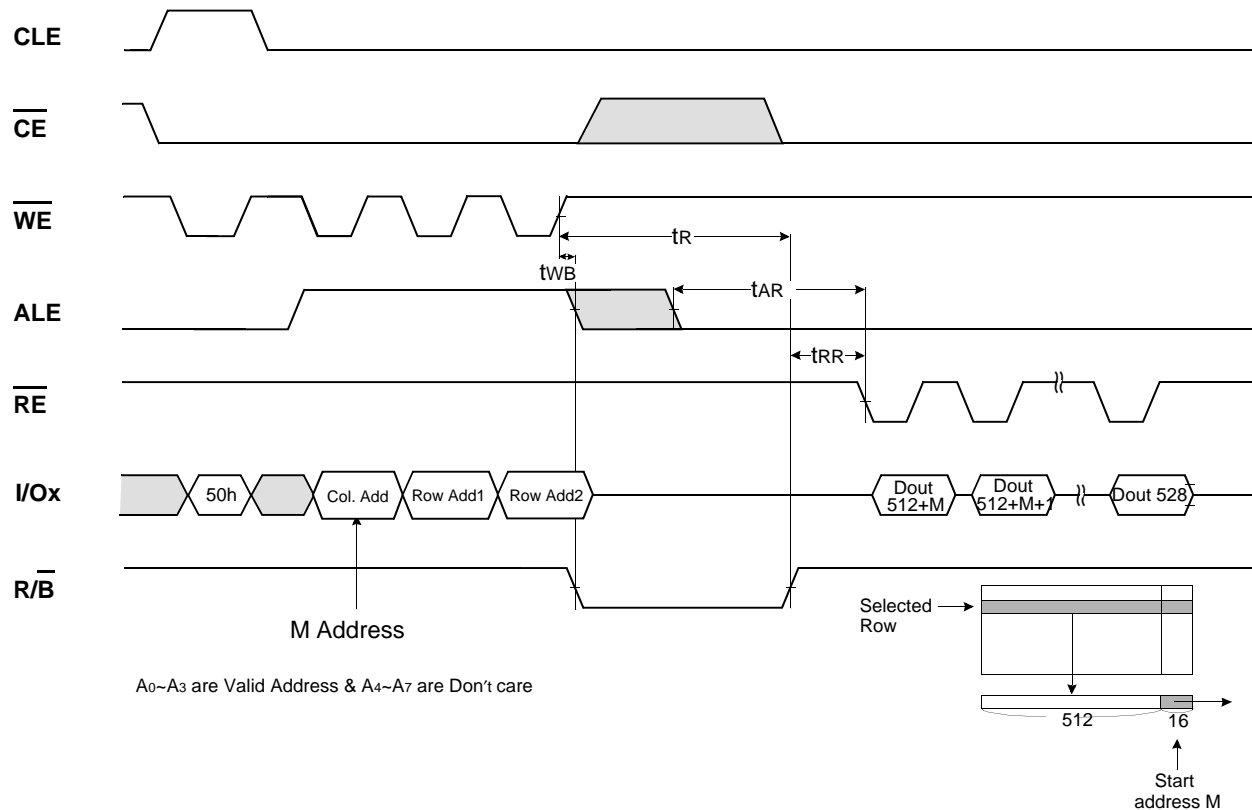 CLE
CE
WE
tR
tWB
ALE
tAR
tRR
RE
I/Ox
50h
Col. Add
Row Add1
Row Add2
Dout
512+M
Dout
512+M+1
Dout 528
R/B
M Address
Selected
Row
A0~A3 are Valid Address & A4~A7 are Don't care
512
16
Start
address M